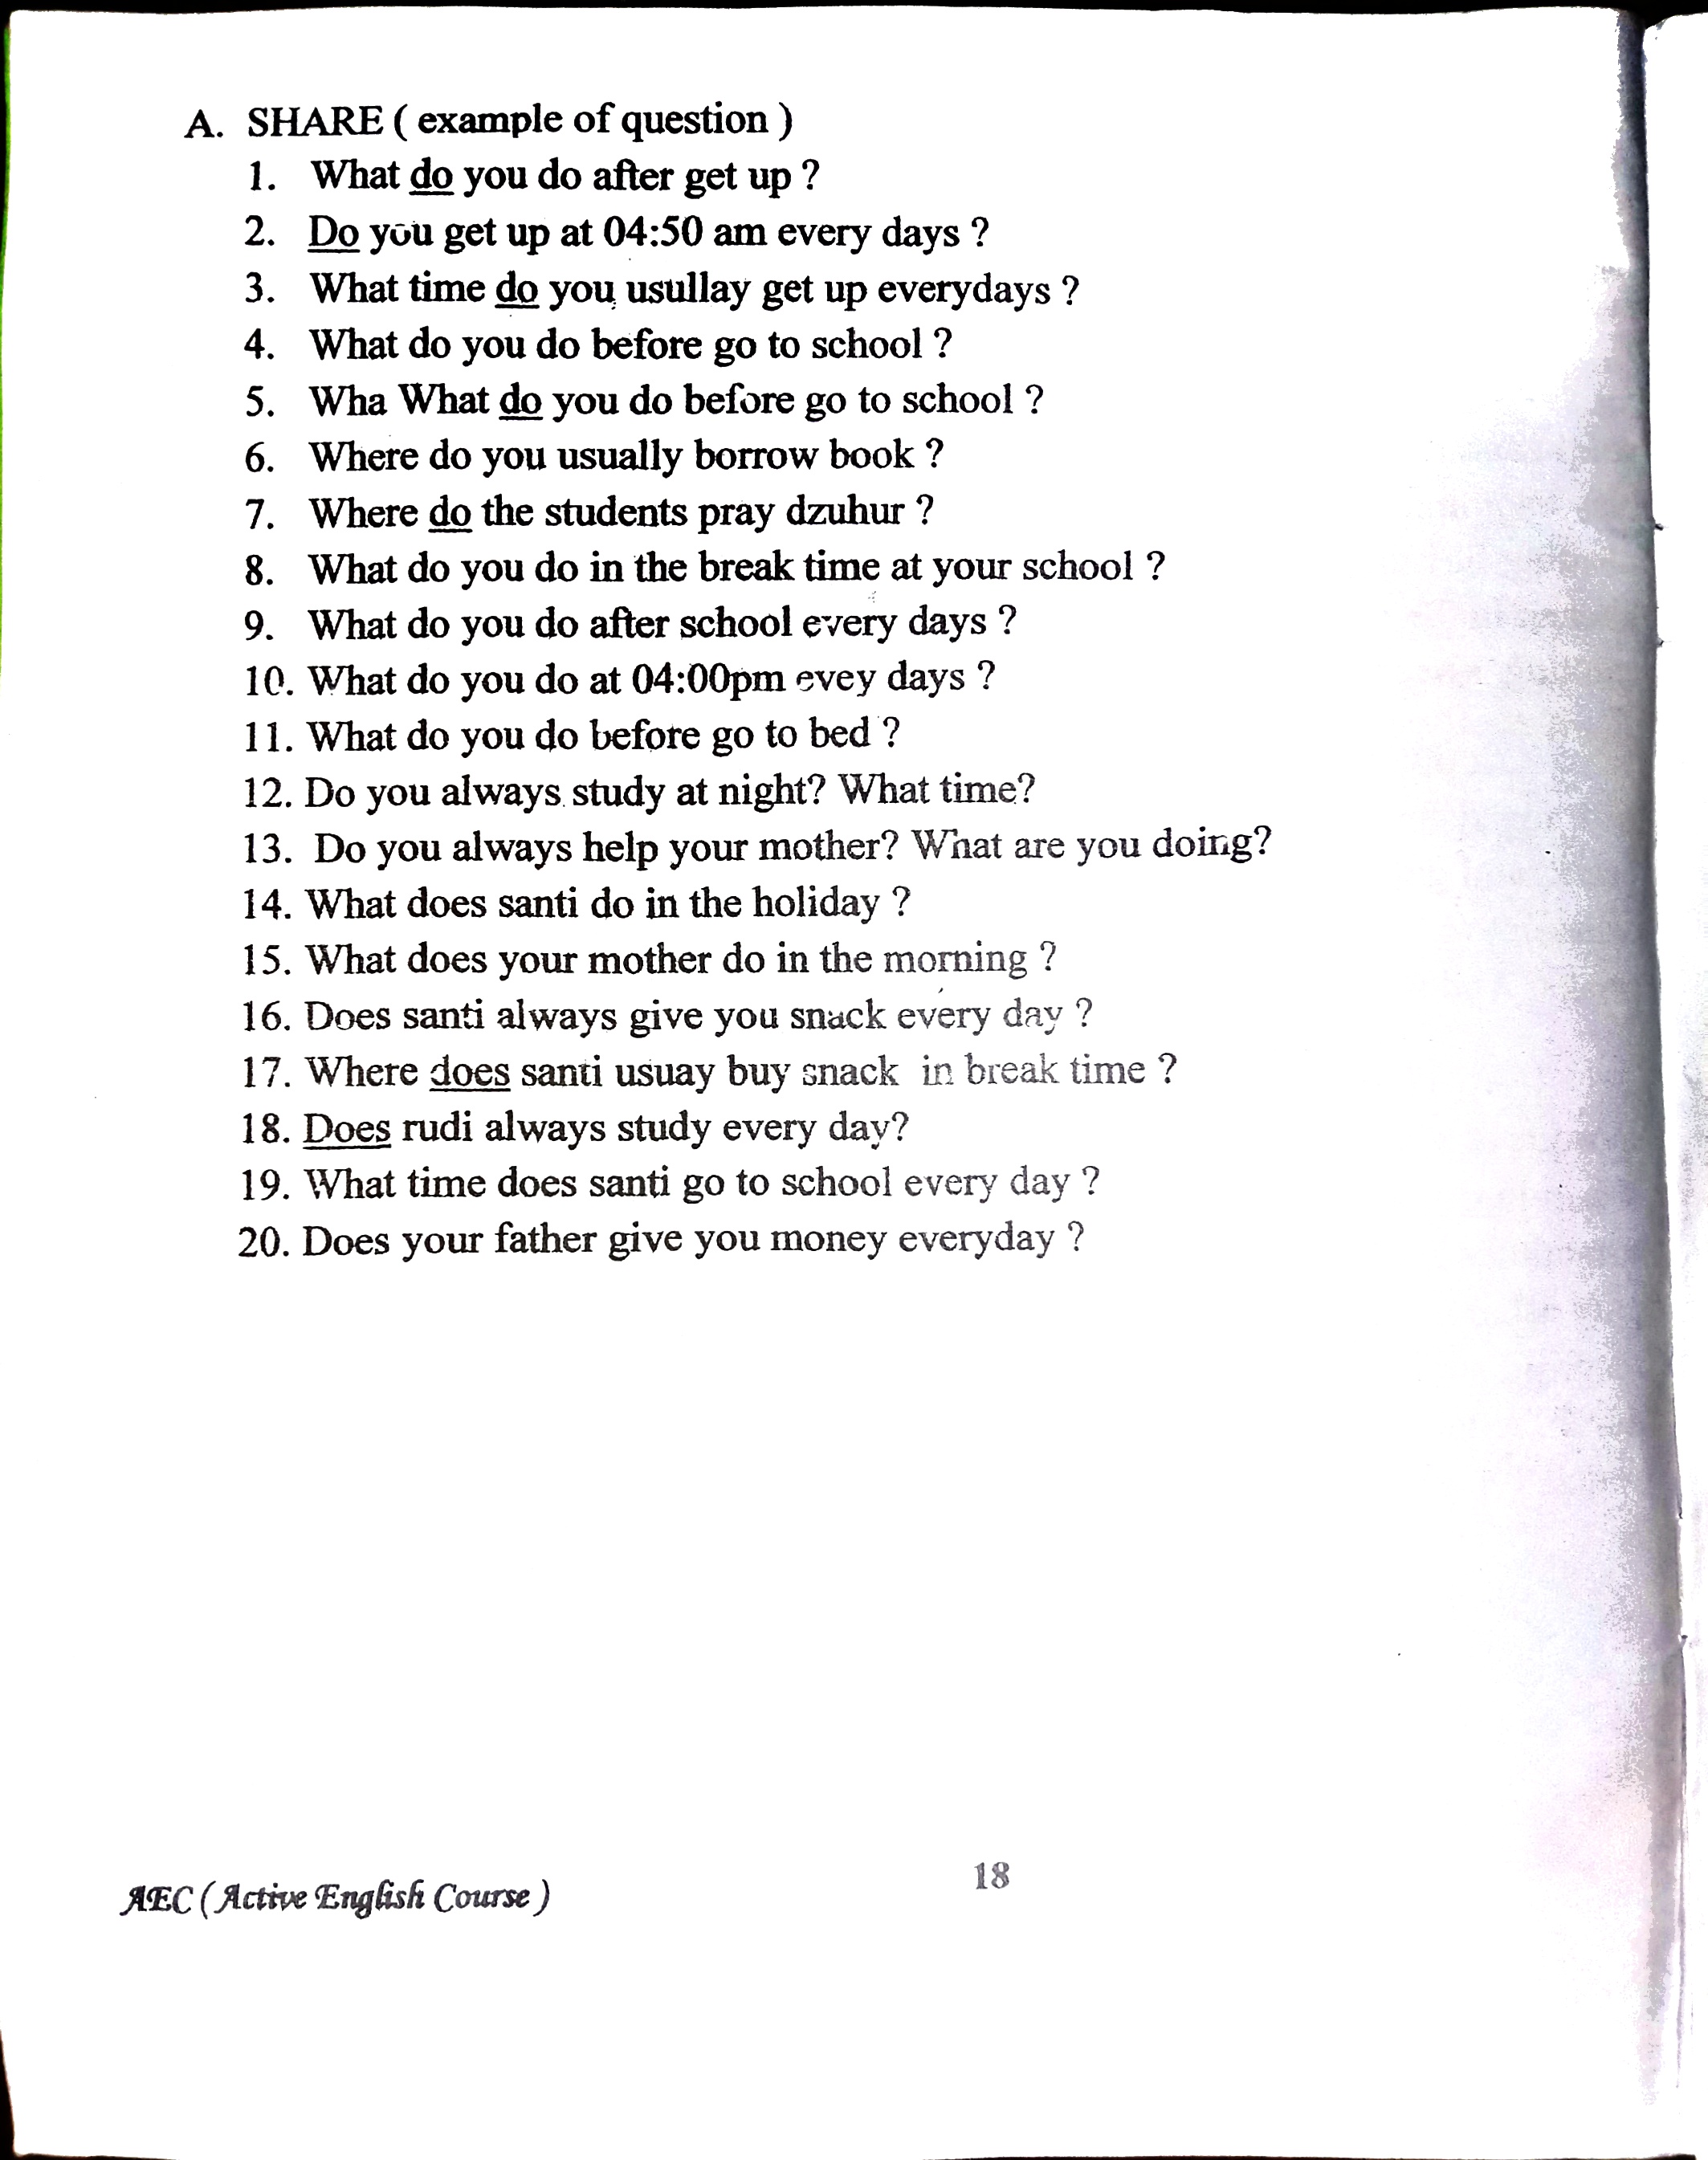 A. SHARE ( example of question )
1. What do you do after get up ?
2. Do you get up at 04:50 am every days ?
3. What time do you usullay get up everydays ?
4. What do you do before go to school ?
5. Wha What do you do before go to school ?
6. Where do you usually borrow book ?
7. Where do the students pray dzuhur ?
8. What do you do in the break time at your school ?
9. What do you do after school every days ?
10. What do you do at 04:00pm evey days ?
11. What do you do before go to bed ?
12. Do you always study at night? What time?
13. Do you always help your mother? What are you doing?
14. What does santi do in the holiday ?
15. What does your mother do in the morning ?
16. Does santi always give you snack every day ?
17. Where does santi usuay buy snack in break time ?
18. Does rudi always study every day?
19. What time does santi go to school every day ?
20. Does your father give you money everyday ?
18
AEC ( Active English Course )